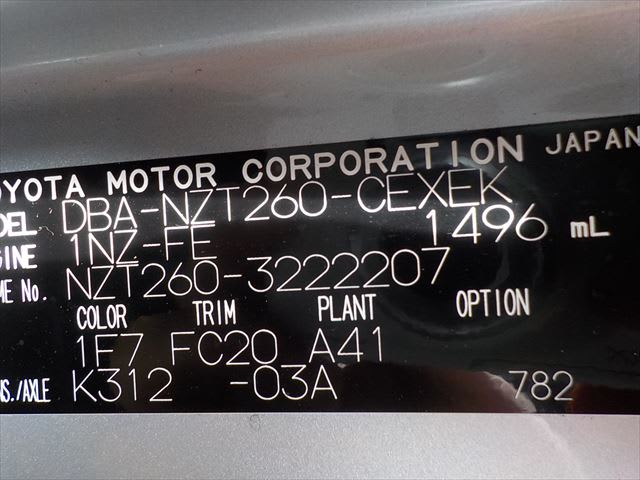 OYOTA MOTOR CORPORATION JAPAN
DEL DBA-NZT260-CEXEK
GINE 1NZ-FE 1496 mL
ME No. NZT260-3222207
COLOR TRIM PLANT OPTION
1F7 FC20 A41
NS./AXLE K312 -03A 782